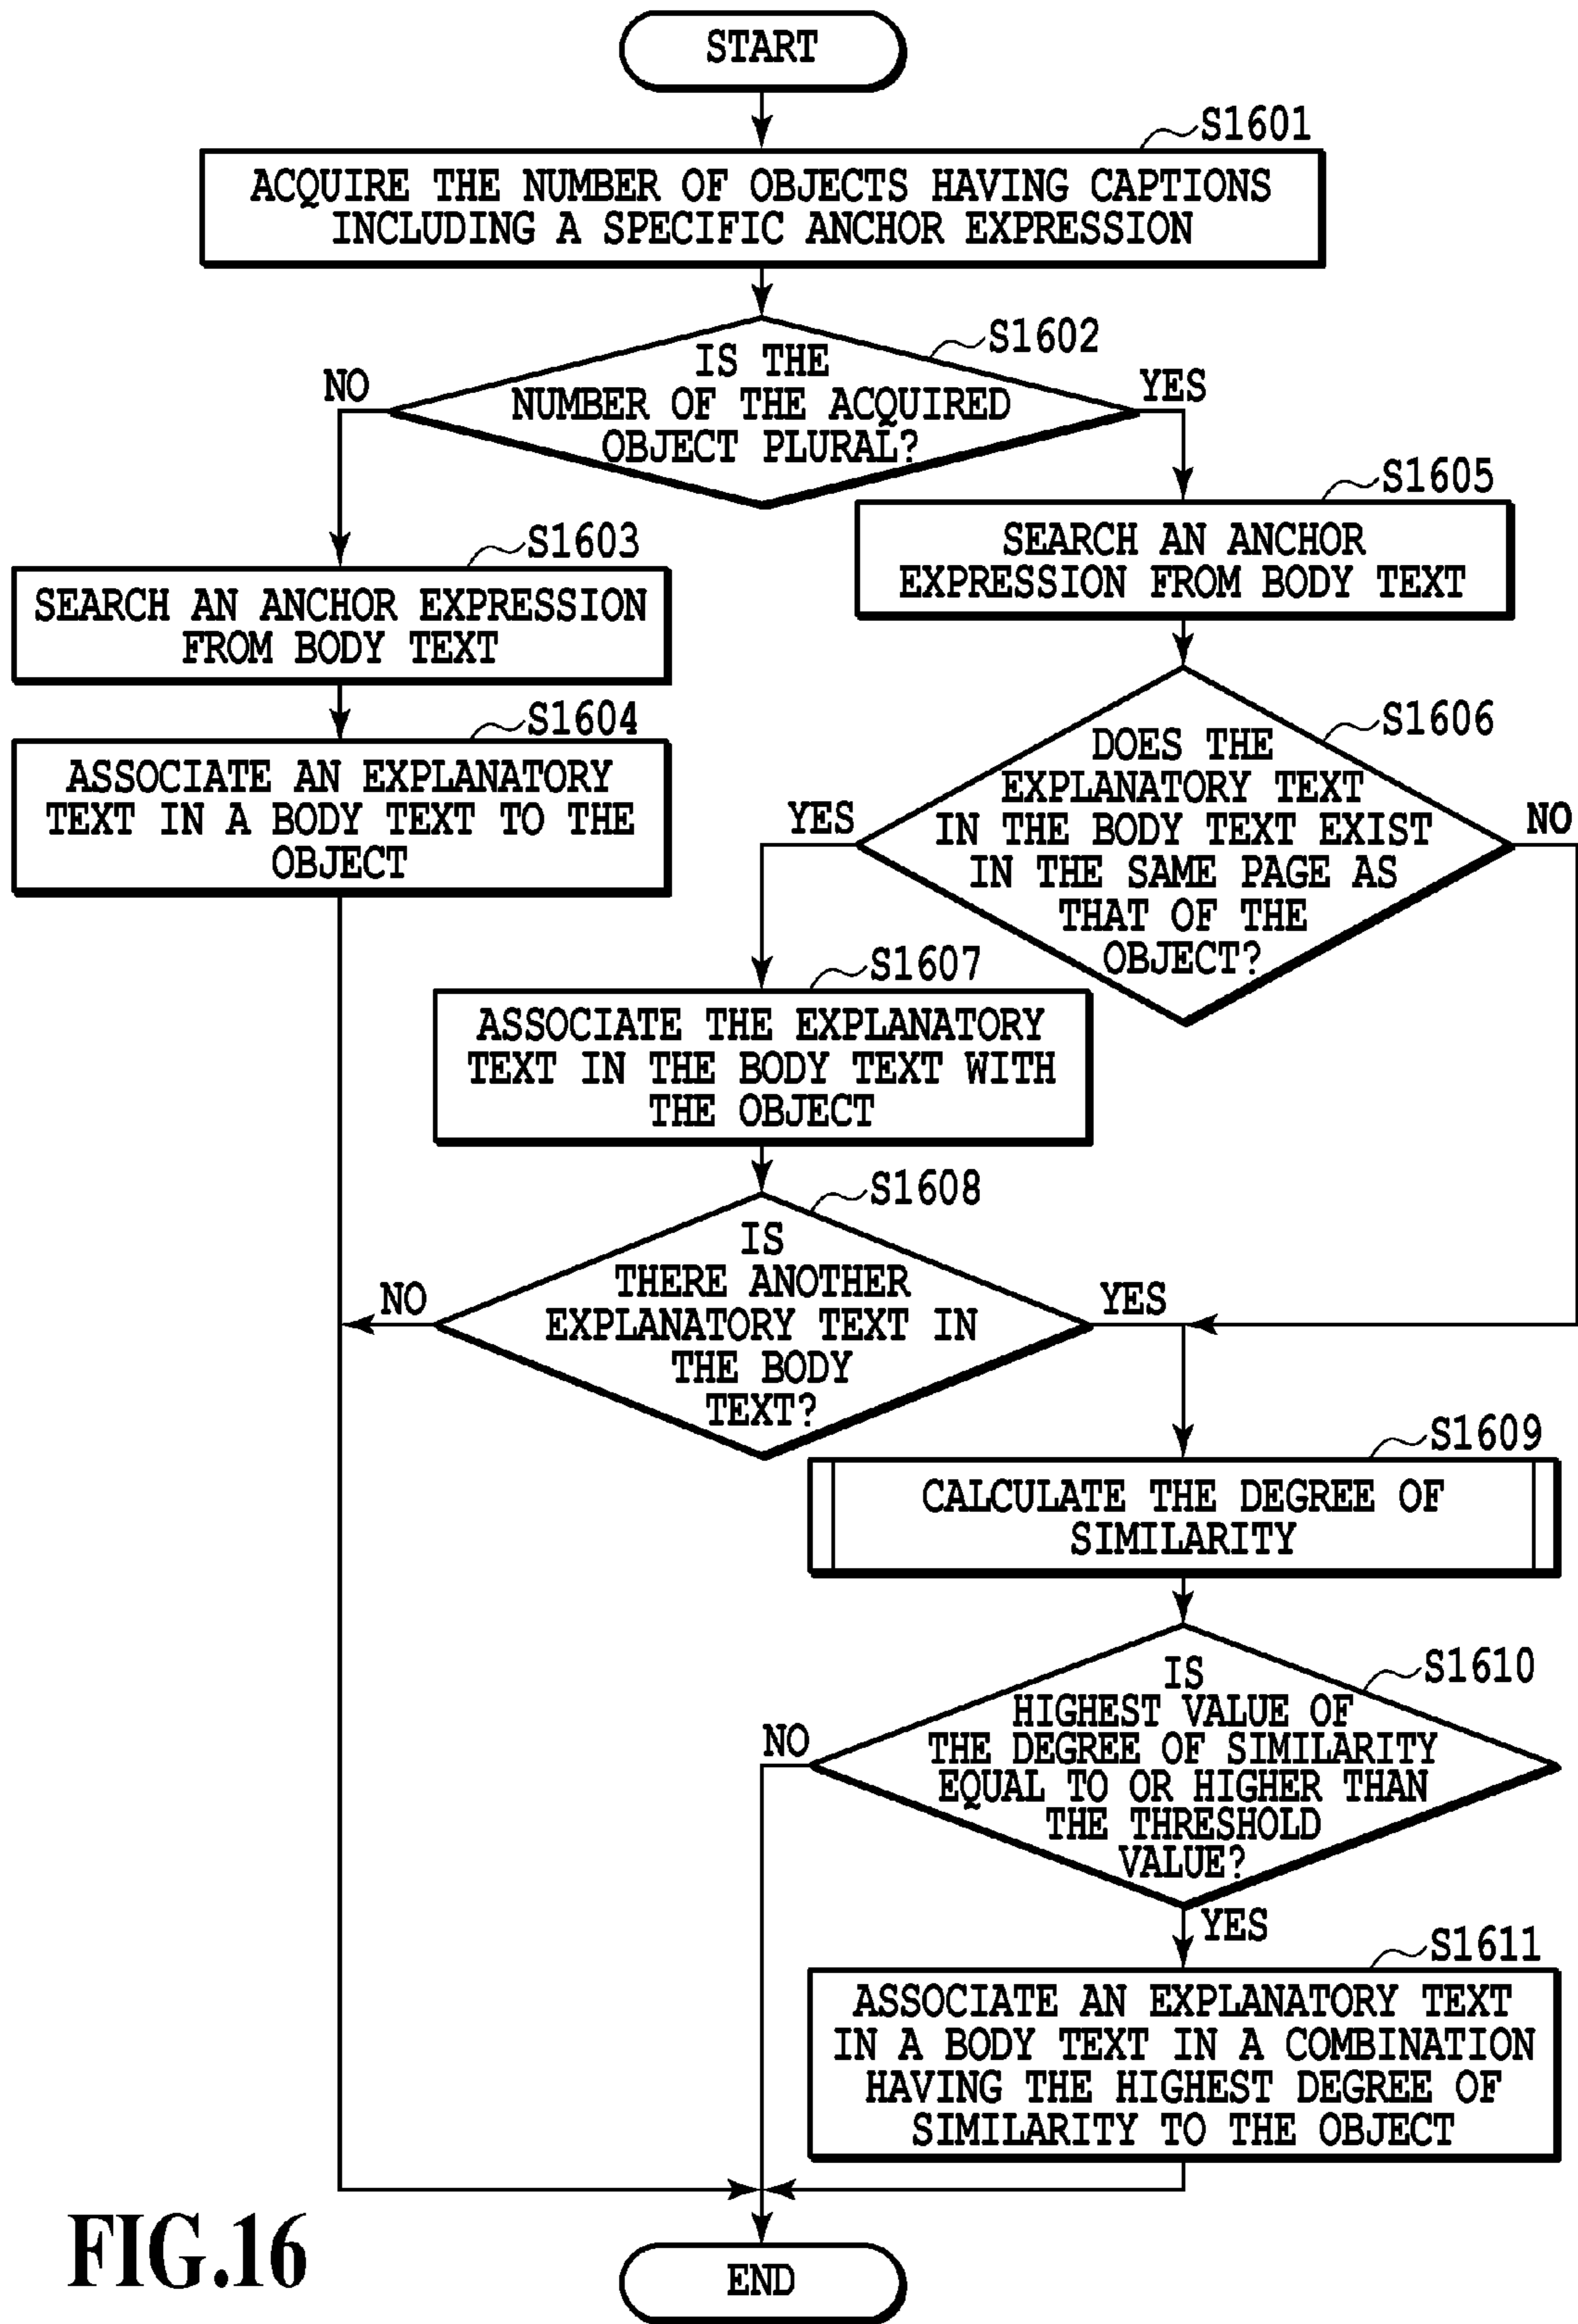 START
S1601
ACQUIRE THE NUMBER OF OBJECTS HAVING CAPTIONS
INCLUDING A SPECIFIC ANCHOR EXPRESSION
S1602
IS THE
NUMBER OF THE ACQUIRED
OBJECT PLURAL?
NO
YES
S1603
SEARCH AN ANCHOR EXPRESSION
FROM BODY TEXT
S1604
ASSOCIATE AN EXPLANATORY
TEXT IN A BODY TEXT TO THE
OBJECT
S1605
SEARCH AN ANCHOR
EXPRESSION FROM BODY TEXT
S1606
DOES THE
EXPLANATORY TEXT
IN THE BODY TEXT EXIST
IN THE SAME PAGE AS
THAT OF THE
OBJECT?
YES
NO
S1607
ASSOCIATE THE EXPLANATORY
TEXT IN THE BODY TEXT WITH
THE OBJECT
S1608
IS
THERE ANOTHER
EXPLANATORY TEXT IN
THE BODY
TEXT?
NO
YES
S1609
CALCULATE THE DEGREE OF
SIMILARITY
S1610
IS
HIGHEST VALUE OF
THE DEGREE OF SIMILARITY
EQUAL TO OR HIGHER THAN
THE THRESHOLD
VALUE?
NO
YES
S1611
ASSOCIATE AN EXPLANATORY TEXT
IN A BODY TEXT IN A COMBINATION
HAVING THE HIGHEST DEGREE OF
SIMILARITY TO THE OBJECT
END
FIG.16